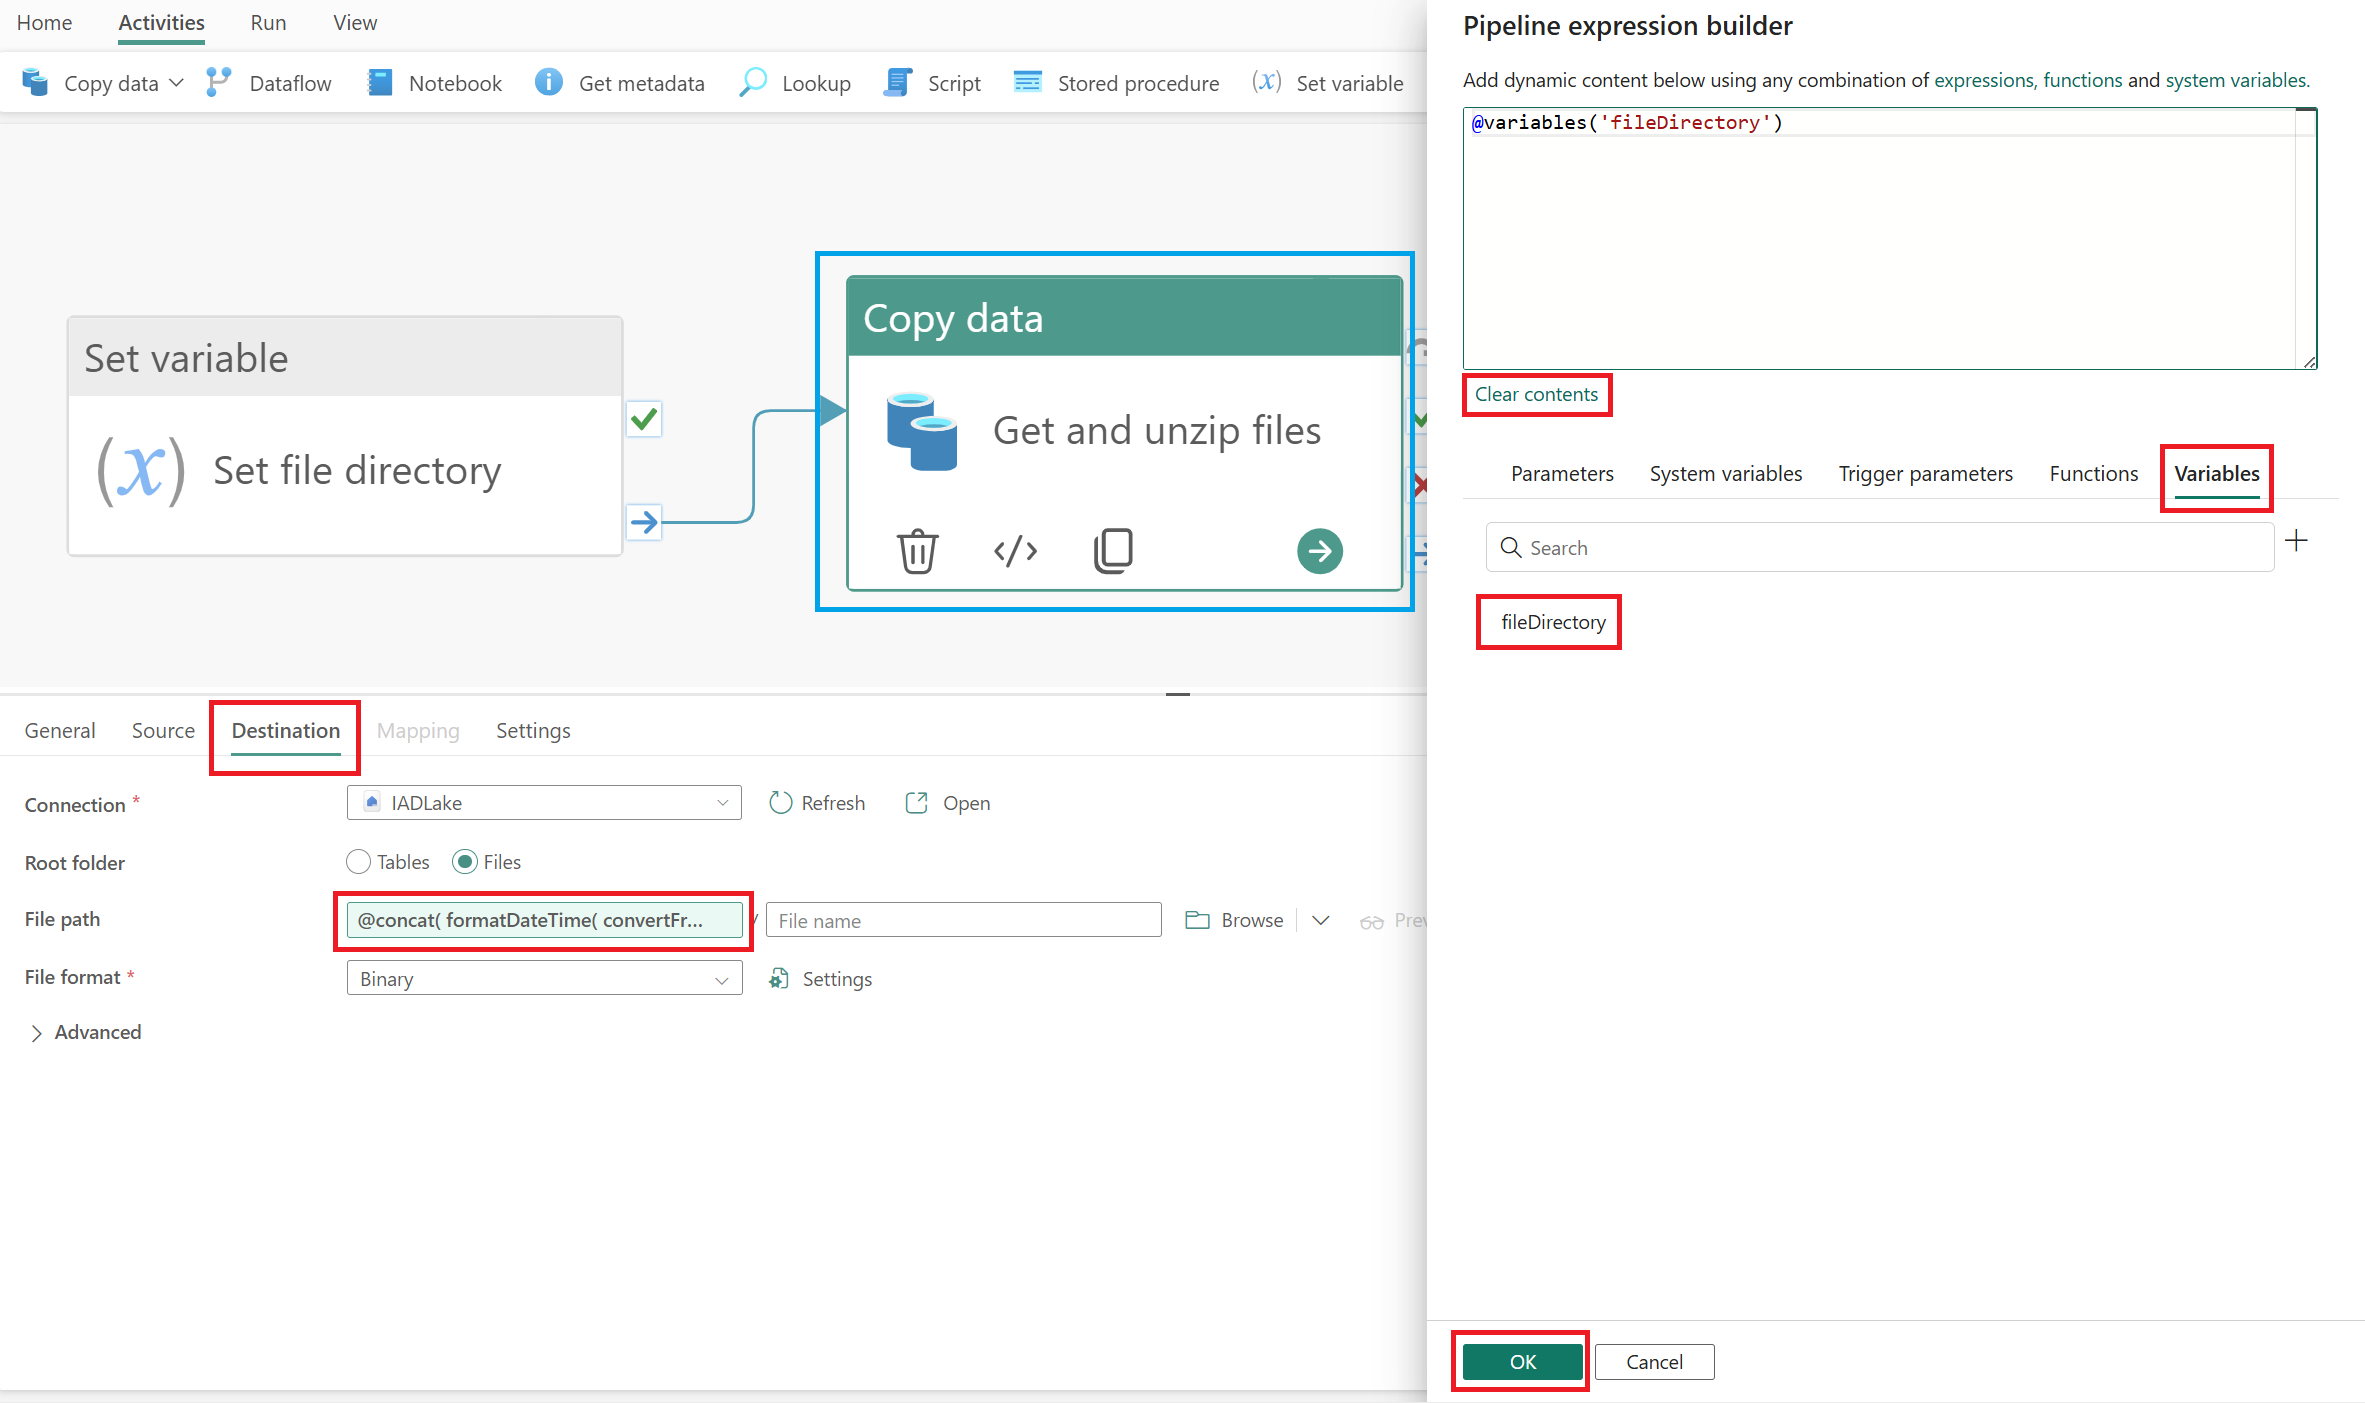 Home Activities Run View
Copy data Dataflow Notebook Get metadata Lookup Script Stored procedure (x) Set variable
Set variable
(x) Set file directory
Copy data
Get and unzip files
</>
General Source Destination Mapping Settings
Connection * IADLake Refresh Open
Root folder Tables Files
File path @concat( formatDateTime( convertFr... / File name Browse
File format * Binary Settings
Advanced
Pipeline expression builder
Add dynamic content below using any combination of expressions, functions and system variables.
@variables('fileDirectory')
Clear contents
Parameters System variables Trigger parameters Functions Variables
Search
fileDirectory
OK Cancel